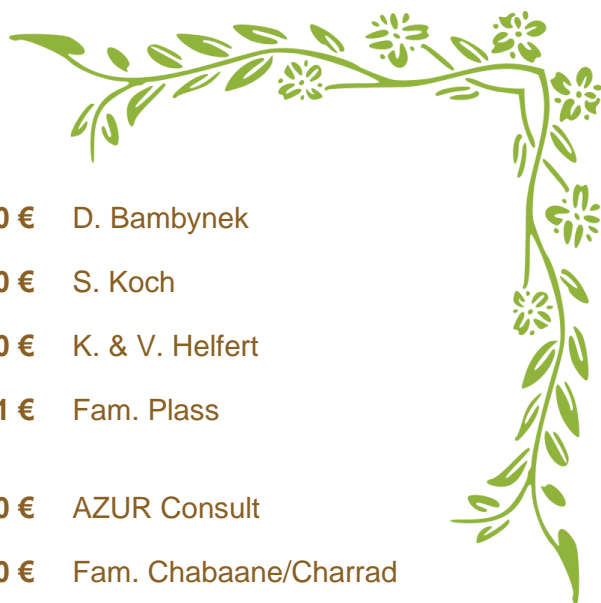 0 € D. Bambynek
0 € S. Koch
0 € K. & V. Helfert
1 € Fam. Plass
0 € AZUR Consult
0 € Fam. Chabaane/Charrad